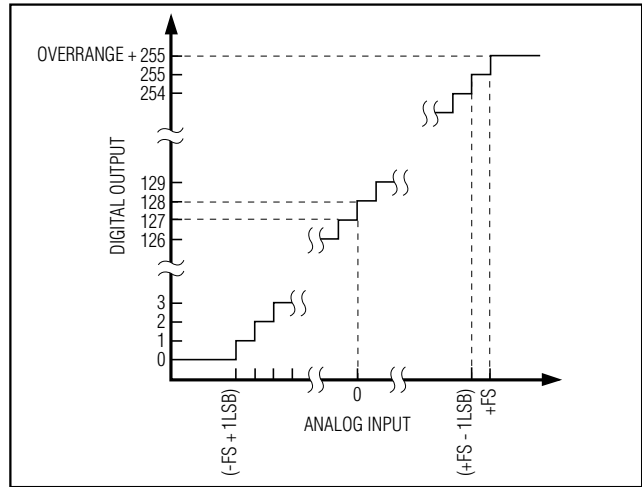 OVERRANGE + 255
255
254
129
128
127
126
3
2
1
0
DIGITAL OUTPUT
(-FS + 1LSB)
0
(+FS - 1LSB)
+FS
ANALOG INPUT